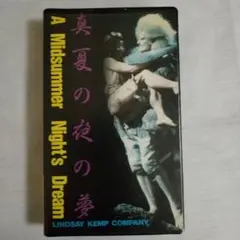 真夏の夜の夢
A Midsummer Night's Dream
LINDSAY KEMP COMPANY